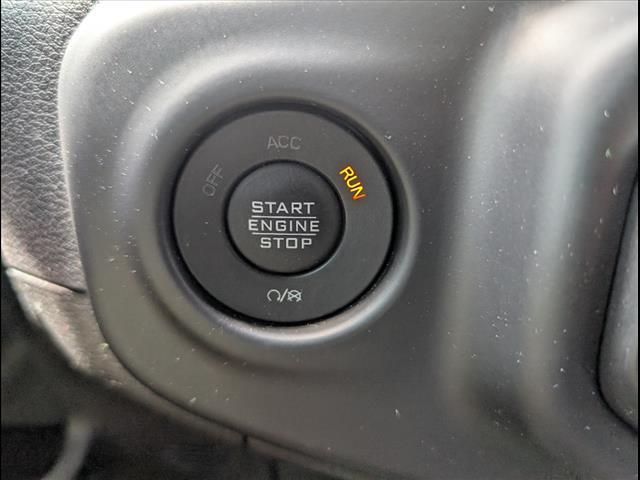 ACC
OFF
RUN
START
ENGINE
STOP